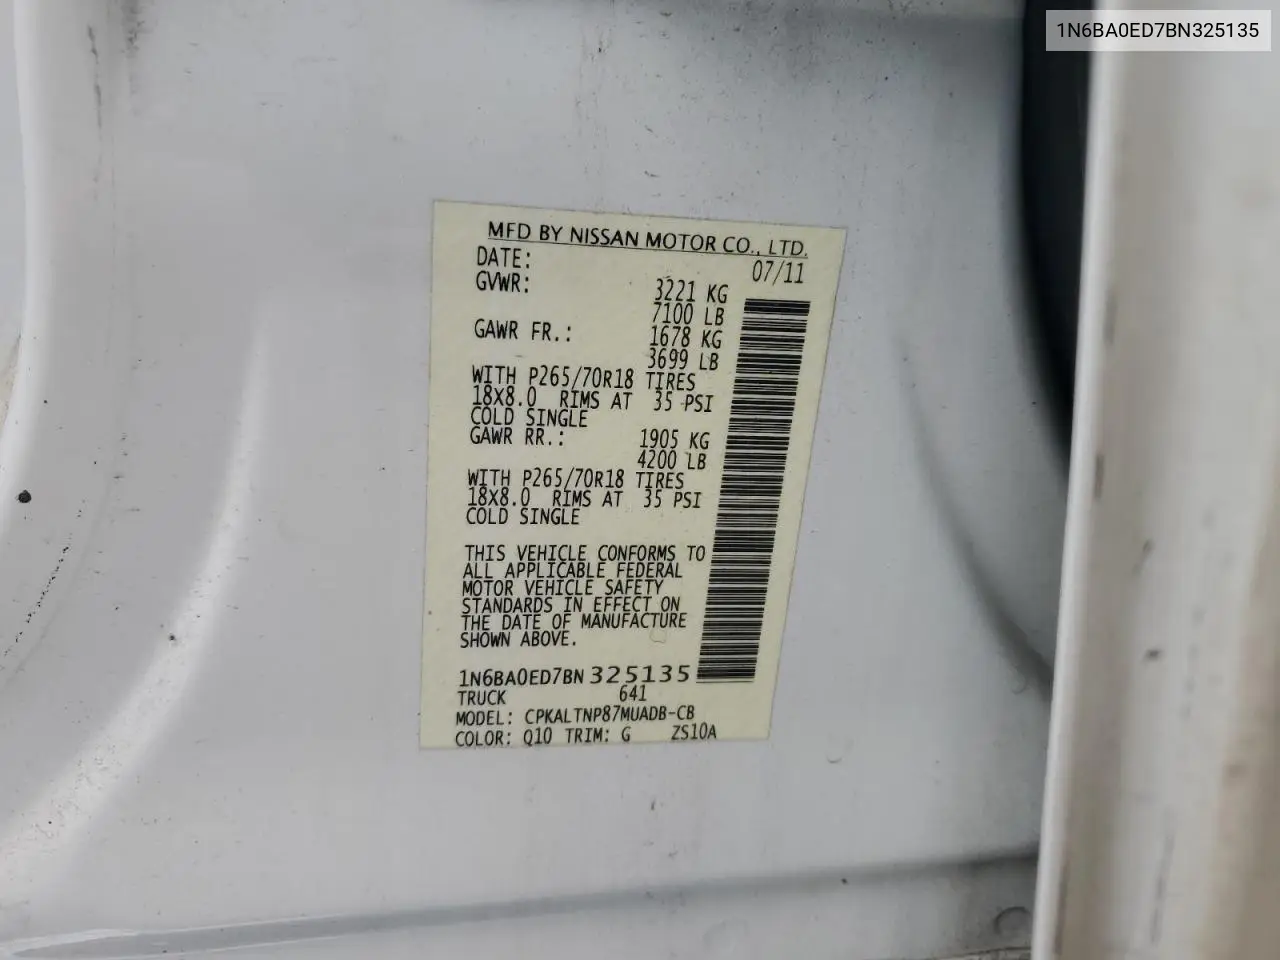 1N6BA0ED7BN325135
MFD BY NISSAN MOTOR CO., LTD.
DATE: 07/11
GVWR: 3221 KG
7100 LB
GAWR FR.: 1678 KG
3699 LB
WITH P265/70R18 TIRES
18X8.0 RIMS AT 35 PSI
COLD SINGLE
GAWR RR.: 1905 KG
4200 LB
WITH P265/70R18 TIRES
18X8.0 RIMS AT 35 PSI
COLD SINGLE
THIS VEHICLE CONFORMS TO
ALL APPLICABLE FEDERAL
MOTOR VEHICLE SAFETY
STANDARDS IN EFFECT ON
THE DATE OF MANUFACTURE
SHOWN ABOVE.
1N6BA0ED7BN 325135
TRUCK 641
MODEL: CPKALTNP87MUADB-CB
COLOR: Q10 TRIM: G ZS10A